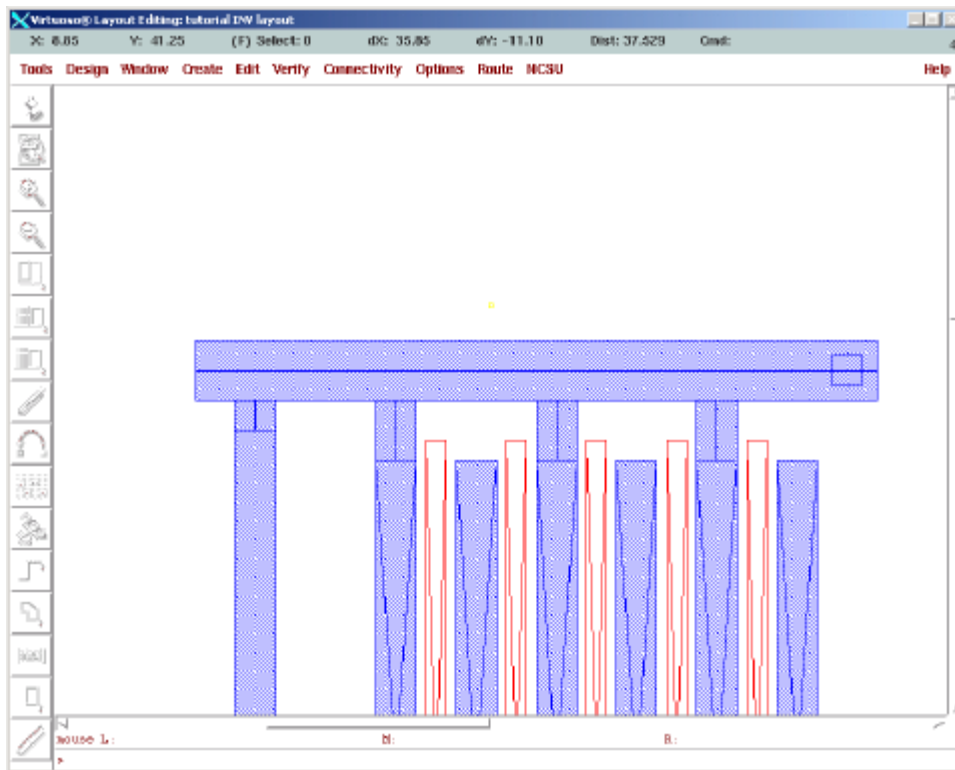 Virtuoso® Layout Editing: tutorial INV layout
X: 8.85 Y: 41.25 (F) Select: 0 dX: 35.85 dY: -11.10 Dist: 37.529 Cmd: 4
Tools Design Window Create Edit Verify Connectivity Options Route NCSU Help
mouse L: M: R:
>